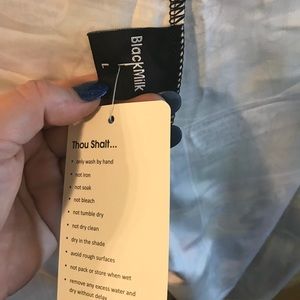 BlackMilk
L
Thou Shalt...
• only wash by hand
• not iron
• not soak
• not bleach
• not tumble dry
• not dry clean
• dry in the shade
• avoid rough surfaces
• not pack or store when wet
• remove any excess water and
dry without delay